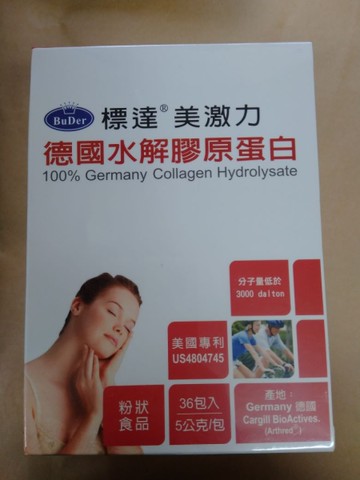 BuDer
標達® 美激力
德國水解膠原蛋白
100% Germany Collagen Hydrolysate
分子量低於
3000 dalton
美國專利
US4804745
粉狀
食品
36包入
5公克/包
產地：
Germany 德國
Cargill BioActives.